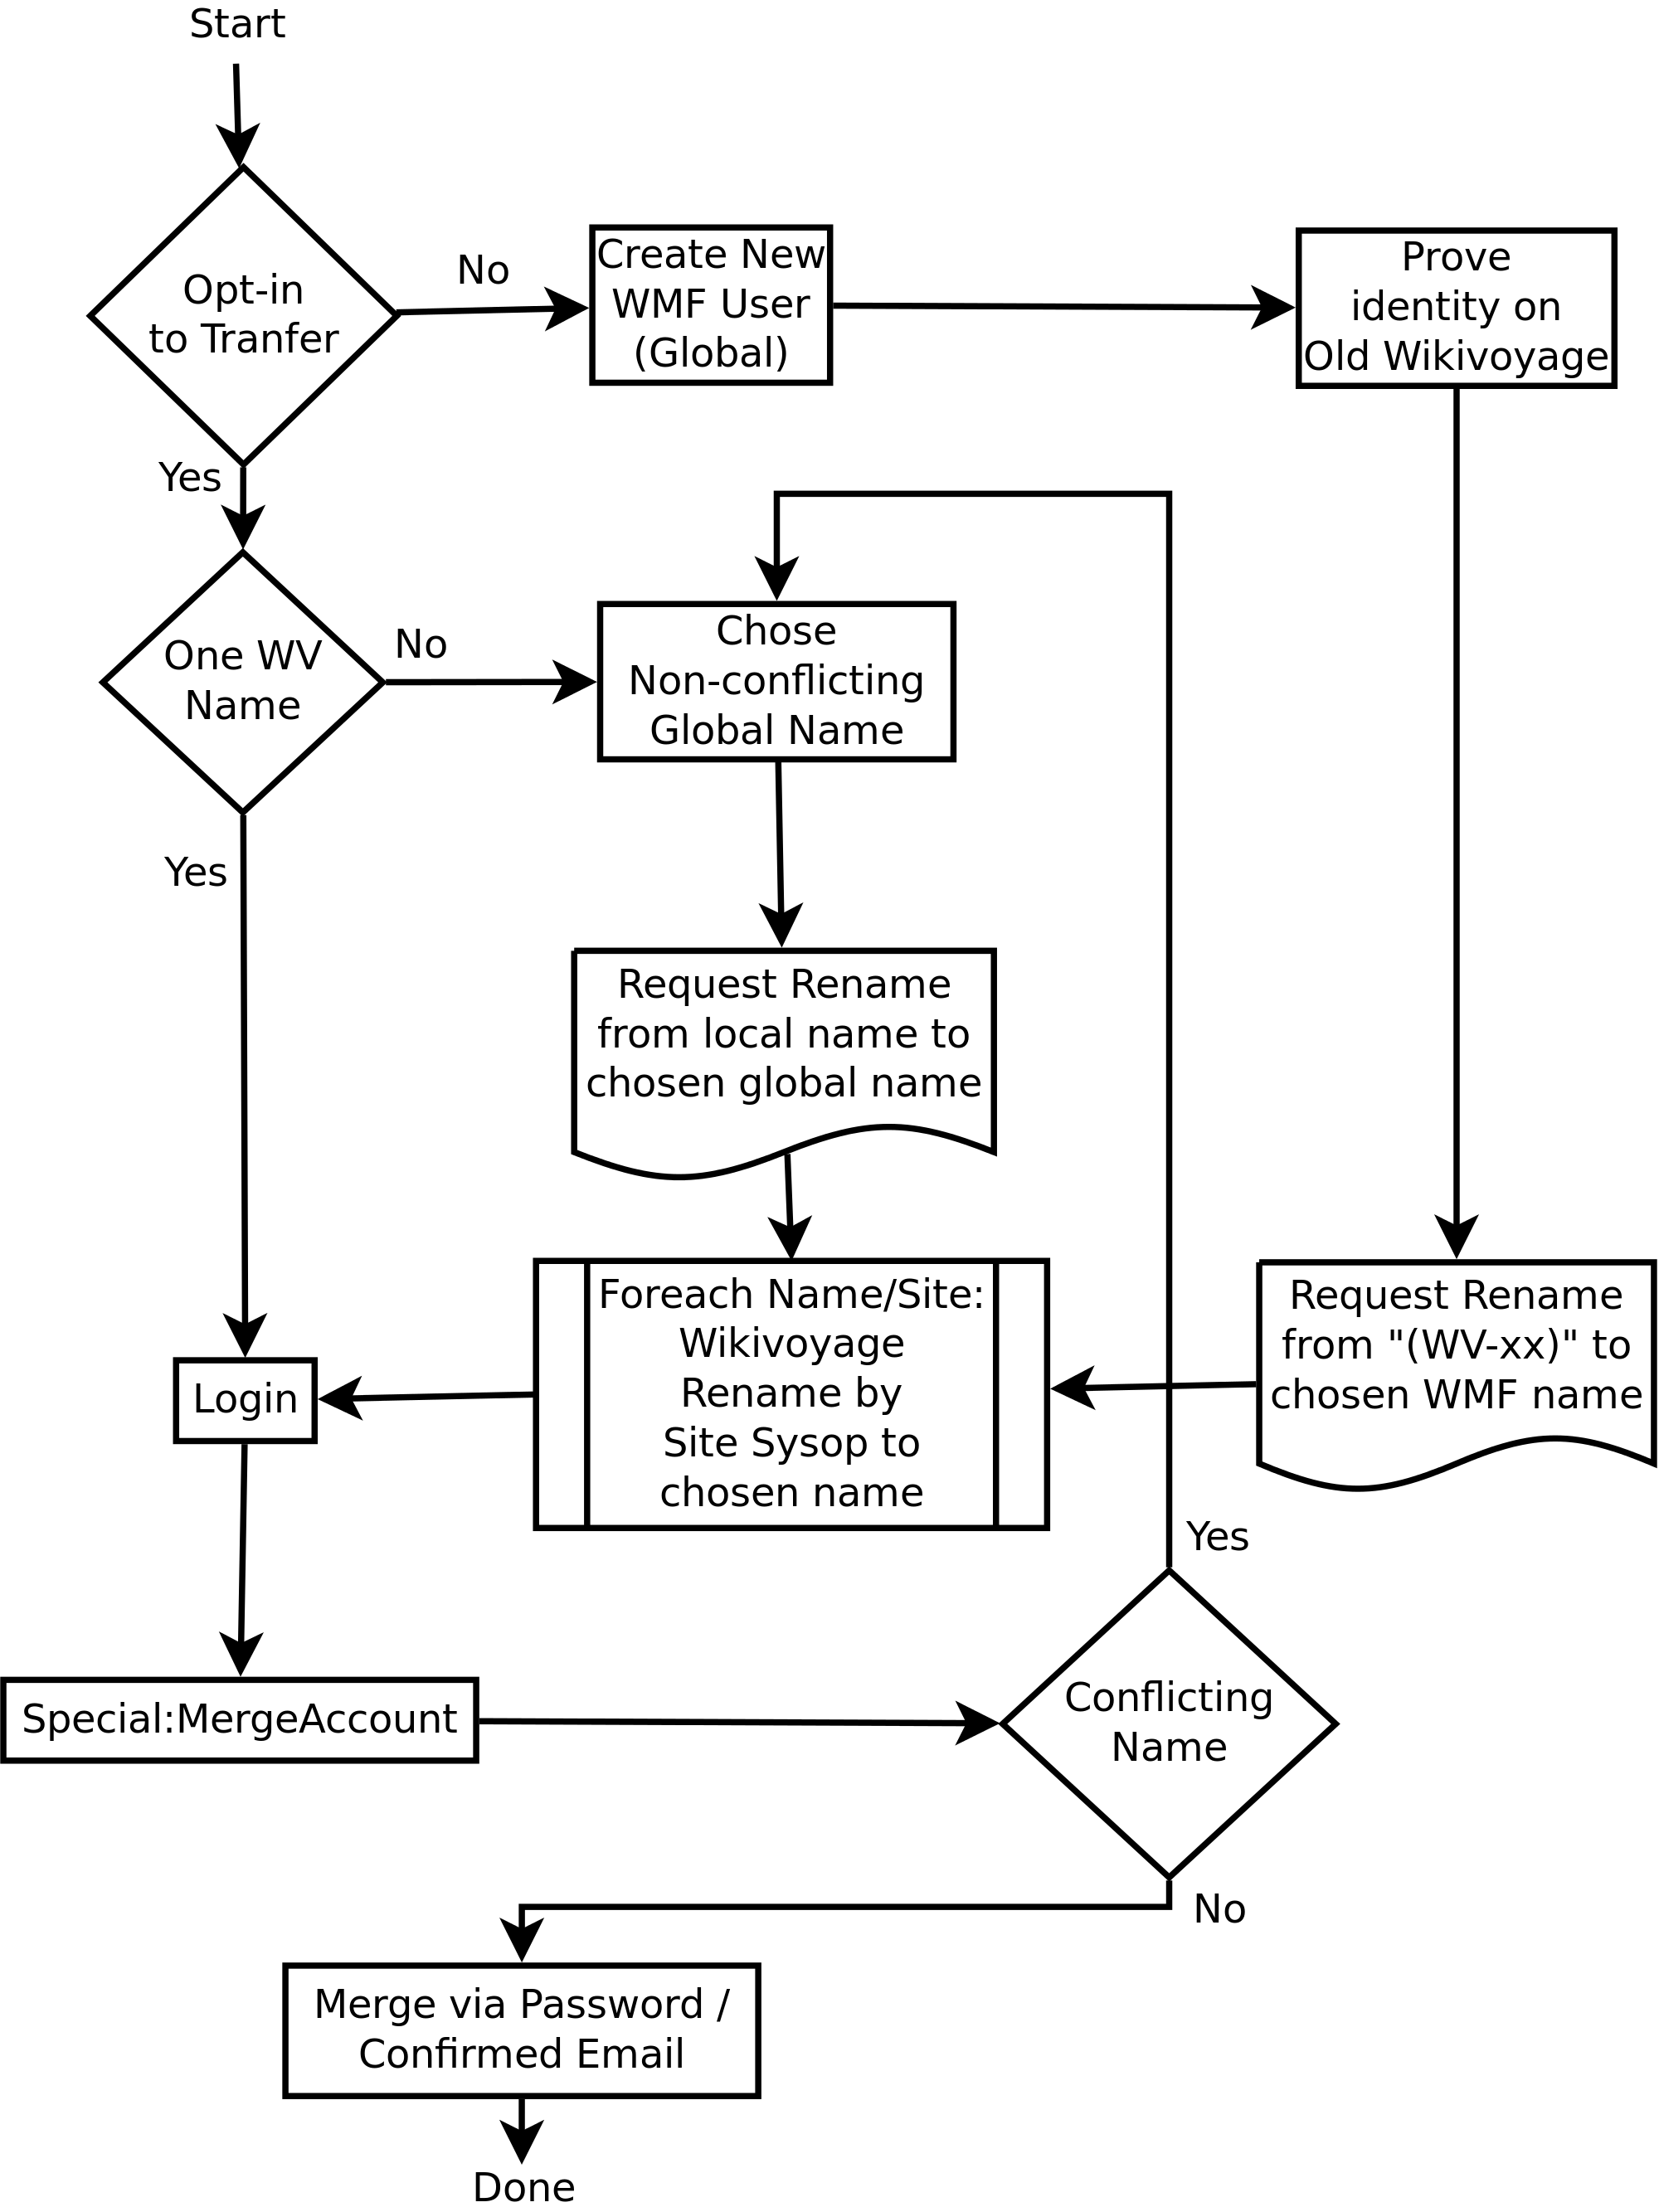 Start
Opt-in
to Tranfer
No
Create New
WMF User
(Global)
Prove
identity on
Old Wikivoyage
Yes
One WV
Name
No
Chose
Non-conflicting
Global Name
Yes
Request Rename
from local name to
chosen global name
Foreach Name/Site:
Wikivoyage
Rename by
Site Sysop to
chosen name
Request Rename
from "(WV-xx)" to
chosen WMF name
Login
Yes
Special:MergeAccount
Conflicting
Name
No
Merge via Password /
Confirmed Email
Done